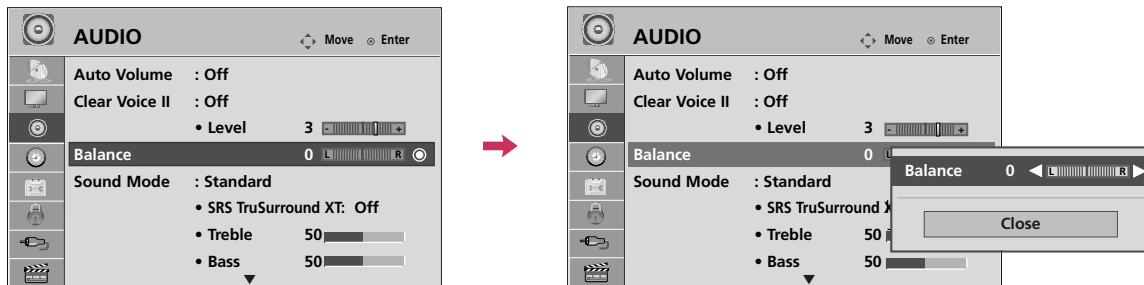 AUDIO
Move
Enter
Auto Volume : Off
Clear Voice II : Off
• Level 3 - +
Balance 0 L R
Sound Mode : Standard
• SRS TruSurround XT: Off
• Treble 50
• Bass 50
AUDIO
Move
Enter
Auto Volume : Off
Clear Voice II : Off
• Level 3 - +
Balance 0 L
Sound Mode : Standard
• SRS TruSurround X
• Treble 50
• Bass 50
Balance 0 L R
Close